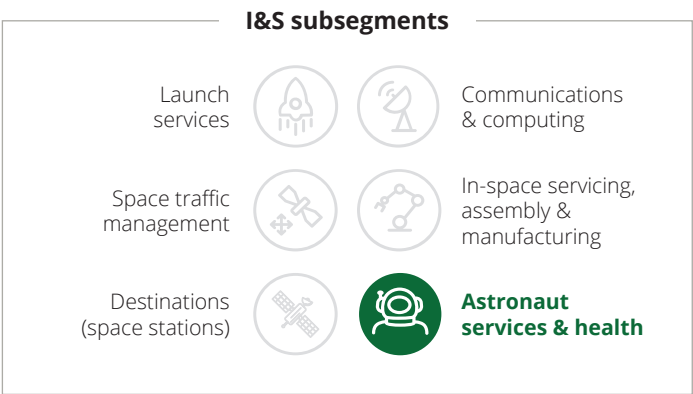 I&S subsegments
Launch
services
Communications
& computing
Space traffic
management
In-space servicing,
assembly &
manufacturing
Destinations
(space stations)
Astronaut
services & health